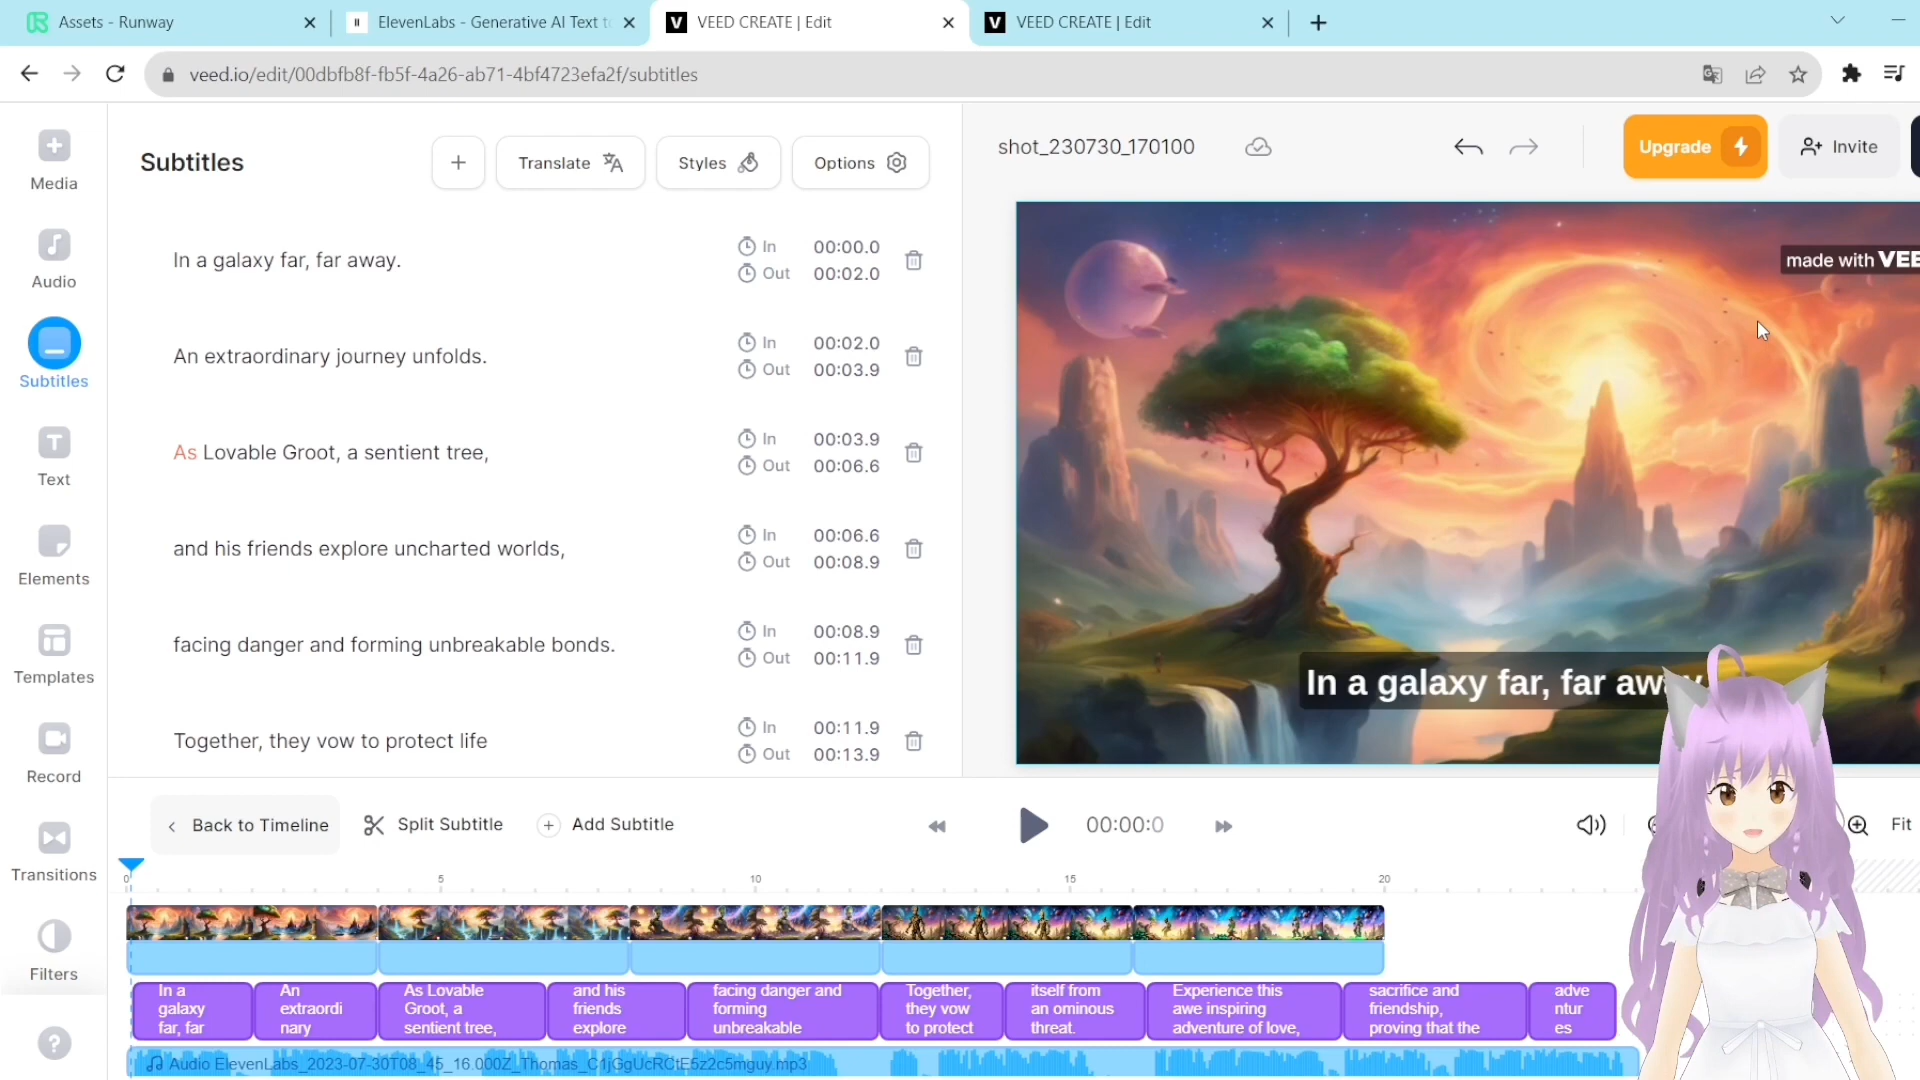 Assets - Runway
ElevenLabs - Generative AI Text to
VEED CREATE | Edit
VEED CREATE | Edit
veed.io/edit/00dbfb8f-fb5f-4a26-ab71-4bf4723efa2f/subtitles
Media
Audio
Subtitles
Text
Elements
Templates
Record
Transitions
Filters
Subtitles
Translate
Styles
Options
In a galaxy far, far away.
In 00:00.0
Out 00:02.0
An extraordinary journey unfolds.
In 00:02.0
Out 00:03.9
As Lovable Groot, a sentient tree,
In 00:03.9
Out 00:06.6
and his friends explore uncharted worlds,
In 00:06.6
Out 00:08.9
facing danger and forming unbreakable bonds.
In 00:08.9
Out 00:11.9
Together, they vow to protect life
In 00:11.9
Out 00:13.9
shot_230730_170100
Upgrade
Invite
made with VEE
In a galaxy far, far away
Back to Timeline
Split Subtitle
Add Subtitle
00:00:0
Fit
0 5 10 15 20
In a
galaxy
far, far
An
extraordi
nary
As Lovable
Groot, a
sentient tree,
and his
friends
explore
facing danger and
forming
unbreakable
Together,
they vow
to protect
itself from
an ominous
threat.
Experience this
awe inspiring
adventure of love,
sacrifice and
friendship,
proving that the
adve
ntur
es
Audio ElevenLabs_2023-07-30T08_45_16.000Z_Thomas_C1jGgUcRCtE5z2c5mguy.mp3